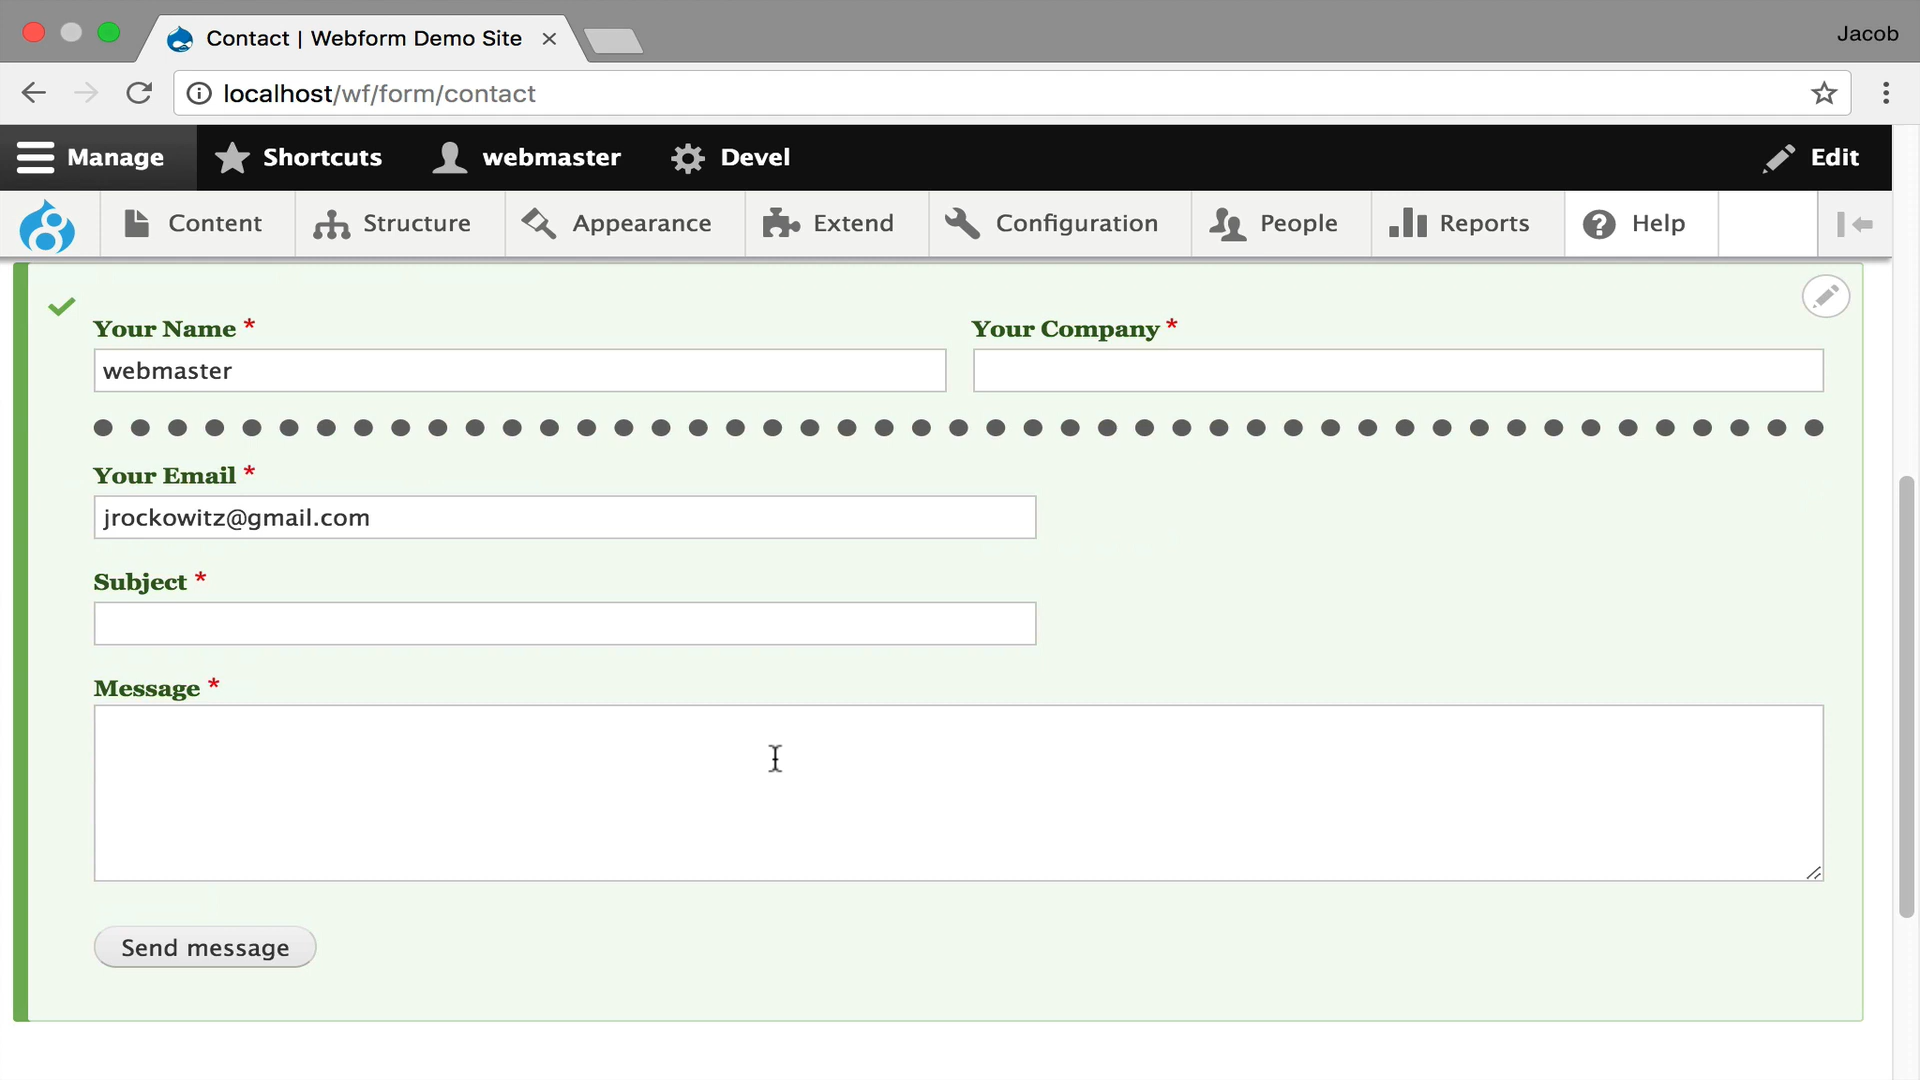 Contact | Webform Demo Site
Jacob
localhost/wf/form/contact
Manage Shortcuts webmaster Devel Edit
Content Structure Appearance Extend Configuration People Reports Help
Your Name * Your Company *
webmaster
Your Email *
jrockowitz@gmail.com
Subject *
Message *
Send message